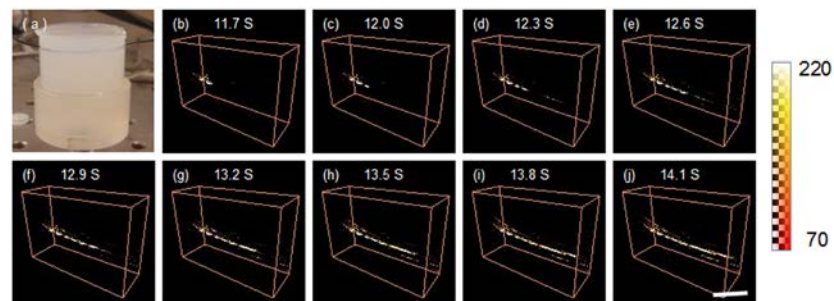 ( a )
(b) 11.7 S
(c) 12.0 S
(d) 12.3 S
(e) 12.6 S
220
(f) 12.9 S
(g) 13.2 S
(h) 13.5 S
(i) 13.8 S
(j) 14.1 S
70